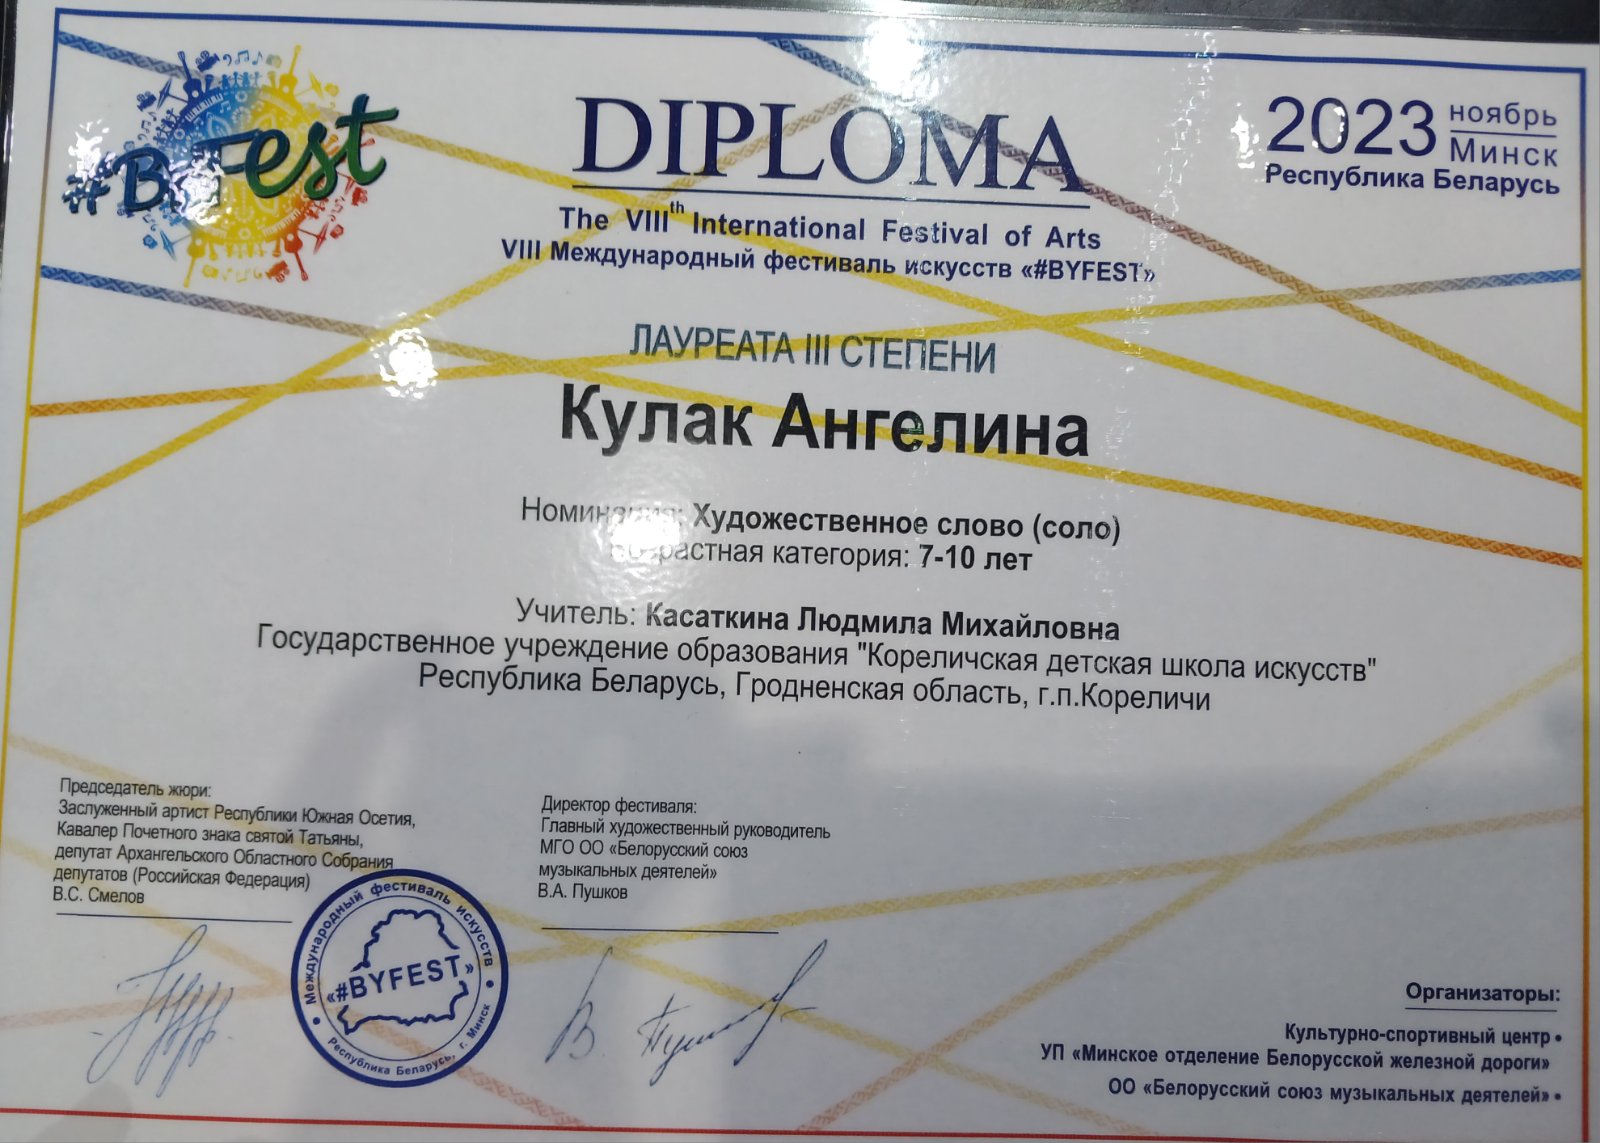 #BYFest
DIPLOMA
2023 ноябрь
Минск
Республика Беларусь
The VIIIth International Festival of Arts
VIII Международный фестиваль искусств «#BYFEST»
ЛАУРЕАТА III СТЕПЕНИ
Кулак Ангелина
Номинация: Художественное слово (соло)
Возрастная категория: 7-10 лет
Учитель: Касаткина Людмила Михайловна
Государственное учреждение образования "Кореличская детская школа искусств"
Республика Беларусь, Гродненская область, г.п.Кореличи
Председатель жюри:
Заслуженный артист Республики Южная Осетия,
Кавалер Почетного знака святой Татьяны,
депутат Архангельского Областного Собрания
депутатов (Российская Федерация)
В.С. Смелов
Директор фестиваля:
Главный художественный руководитель
МГО ОО «Белорусский союз
музыкальных деятелей»
В.А. Пушков
Международный фестиваль искусств
«#BYFEST»
Республика Беларусь, г. Минск
В. Пушков
Организаторы:
Культурно-спортивный центр •
УП «Минское отделение Белорусской железной дороги»
ОО «Белорусский союз музыкальных деятелей» •